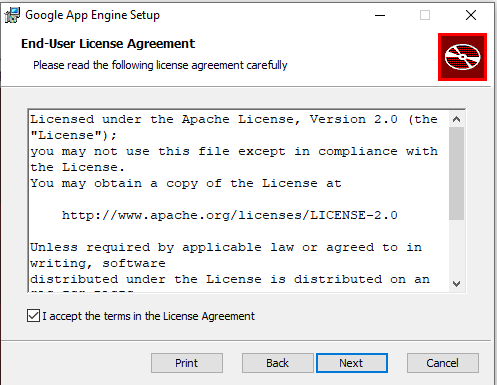 Google App Engine Setup
End-User License Agreement
Please read the following license agreement carefully
Licensed under the Apache License, Version 2.0 (the
"License");
you may not use this file except in compliance with
the License.
You may obtain a copy of the License at
http://www.apache.org/licenses/LICENSE-2.0
Unless required by applicable law or agreed to in
writing, software
distributed under the License is distributed on an
I accept the terms in the License Agreement
Print
Back
Next
Cancel